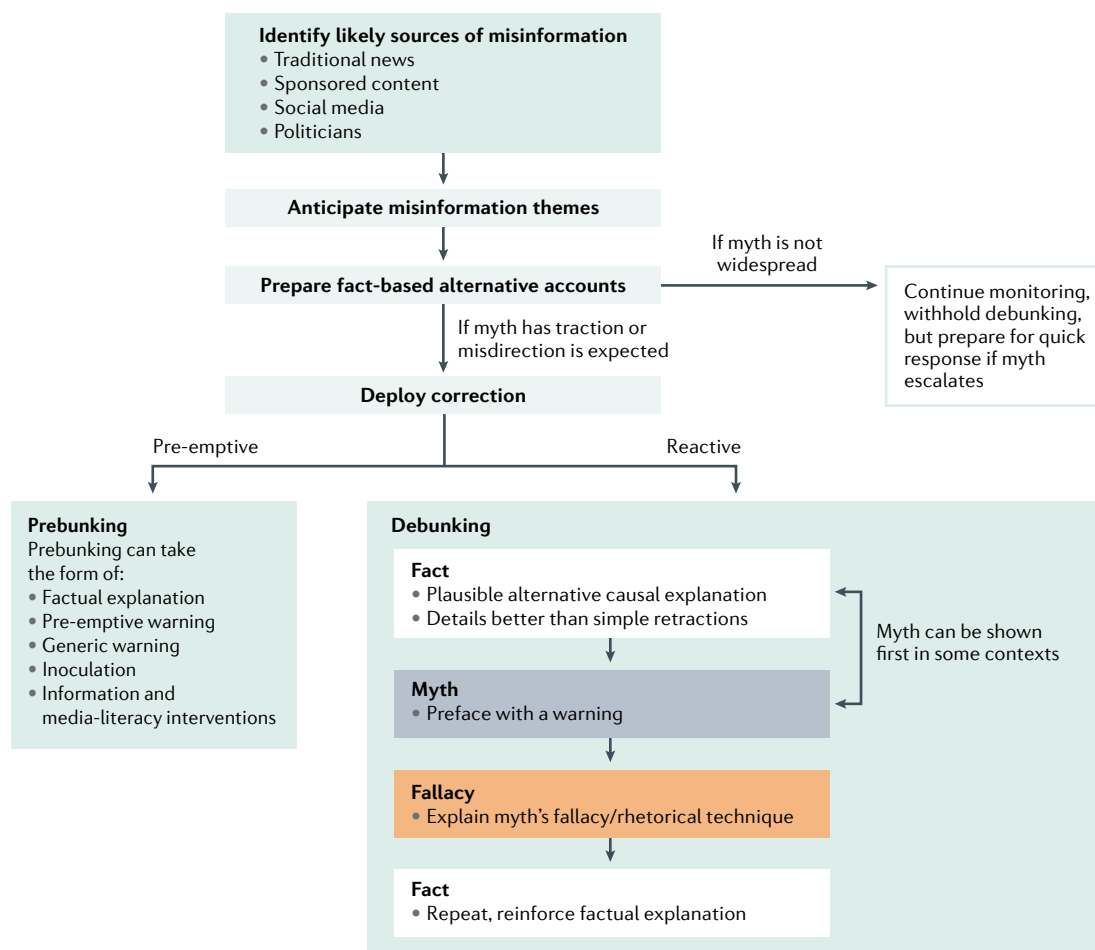 Identify likely sources of misinformation
• Traditional news
• Sponsored content
• Social media
• Politicians
Anticipate misinformation themes
If myth is not
widespread
Prepare fact-based alternative accounts
Continue monitoring,
withhold debunking,
but prepare for quick
response if myth
escalates
If myth has traction or
misdirection is expected
Deploy correction
Pre-emptive
Reactive
Prebunking
Prebunking can take
the form of:
• Factual explanation
• Pre-emptive warning
• Generic warning
• Inoculation
• Information and
media-literacy interventions
Debunking
Fact
• Plausible alternative causal explanation
• Details better than simple retractions
Myth can be shown
first in some contexts
Myth
• Preface with a warning
Fallacy
• Explain myth's fallacy/rhetorical technique
Fact
• Repeat, reinforce factual explanation